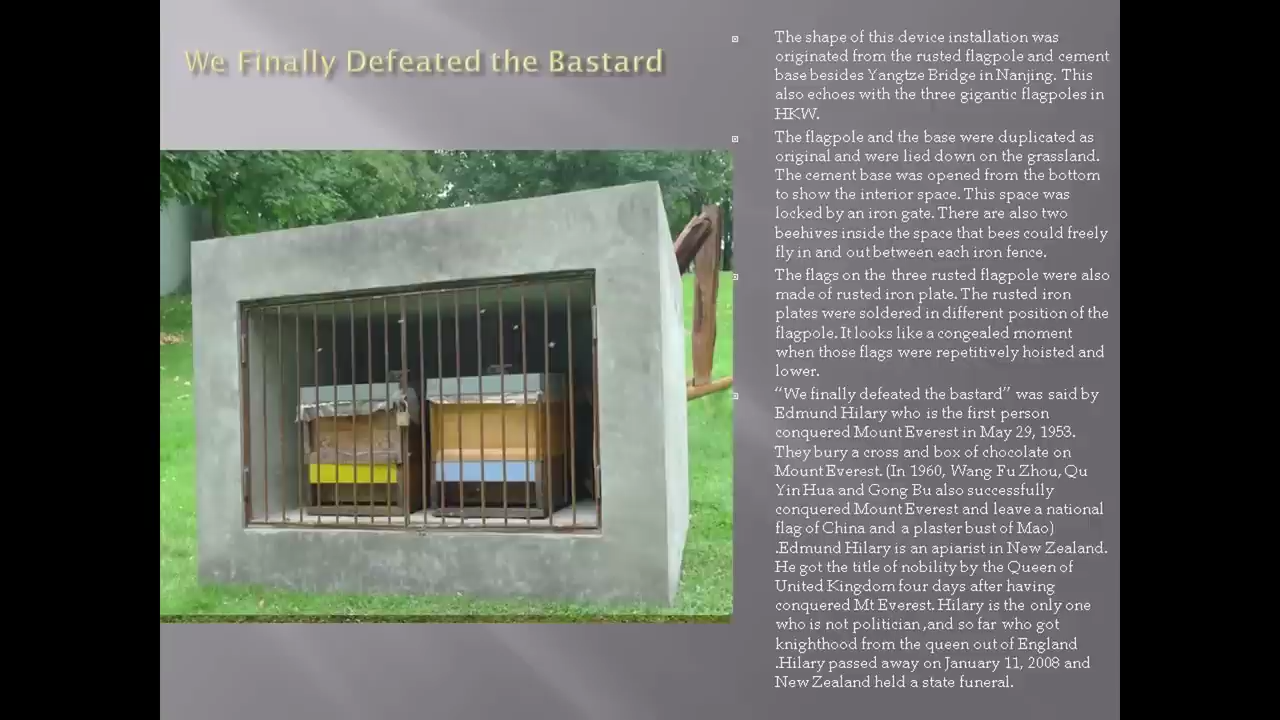 We Finally Defeated the Bastard
The shape of this device installation was
originated from the rusted flagpole and cement
base besides Yangtze Bridge in Nanjing. This
also echoes with the three gigantic flagpoles in
HKW.
The flagpole and the base were duplicated as
original and were lied down on the grassland.
The cement base was opened from the bottom
to show the interior space. This space was
locked by an iron gate. There are also two
beehives inside the space that bees could freely
fly in and out between each iron fence.
The flags on the three rusted flagpole were also
made of rusted iron plate. The rusted iron
plates were soldered in different position of the
flagpole. It looks like a congealed moment
when those flags were repetitively hoisted and
lower.
“We finally defeated the bastard” was said by
Edmund Hilary who is the first person
conquered Mount Everest in May 29, 1953.
They bury a cross and box of chocolate on
Mount Everest. (In 1960, Wang Fu Zhou, Qu
Yin Hua and Gong Bu also successfully
conquered Mount Everest and leave a national
flag of China and a plaster bust of Mao)
.Edmund Hilary is an apiarist in New Zealand.
He got the title of nobility by the Queen of
United Kingdom four days after having
conquered Mt Everest. Hilary is the only one
who is not politician ,and so far who got
knighthood from the queen out of England
.Hilary passed away on January 11, 2008 and
New Zealand held a state funeral.